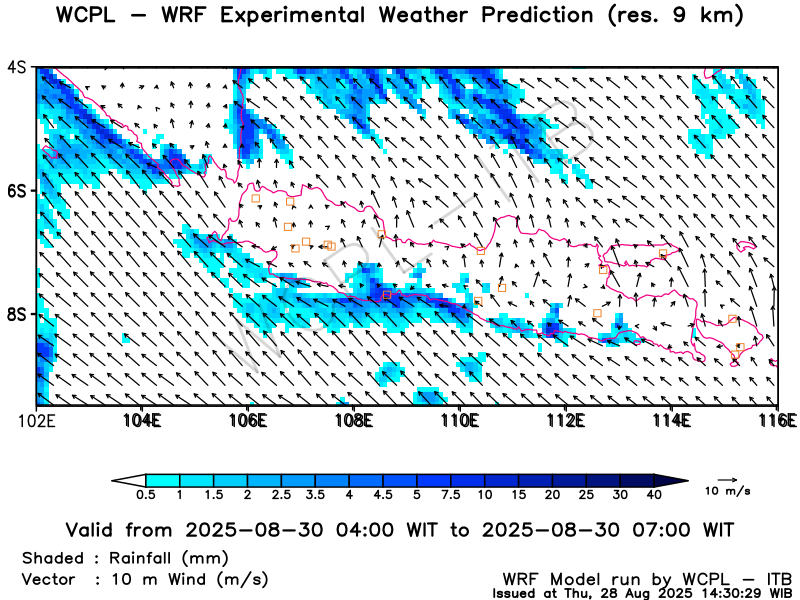 WCPL – WRF Experimental Weather Prediction (res. 9 km)
WCPL-ITB
4S
6S
8S
102E 104E 106E 108E 110E 112E 114E 116E
0.5 1 1.5 2 2.5 3.5 4 4.5 5 7.5 10 15 20 25 30 40
10 m/s
Valid from 2025-08-30 04:00 WIT to 2025-08-30 07:00 WIT
Shaded : Rainfall (mm)
Vector : 10 m Wind (m/s)
WRF Model run by WCPL – ITB
Issued at Thu, 28 Aug 2025 14:30:29 WIB